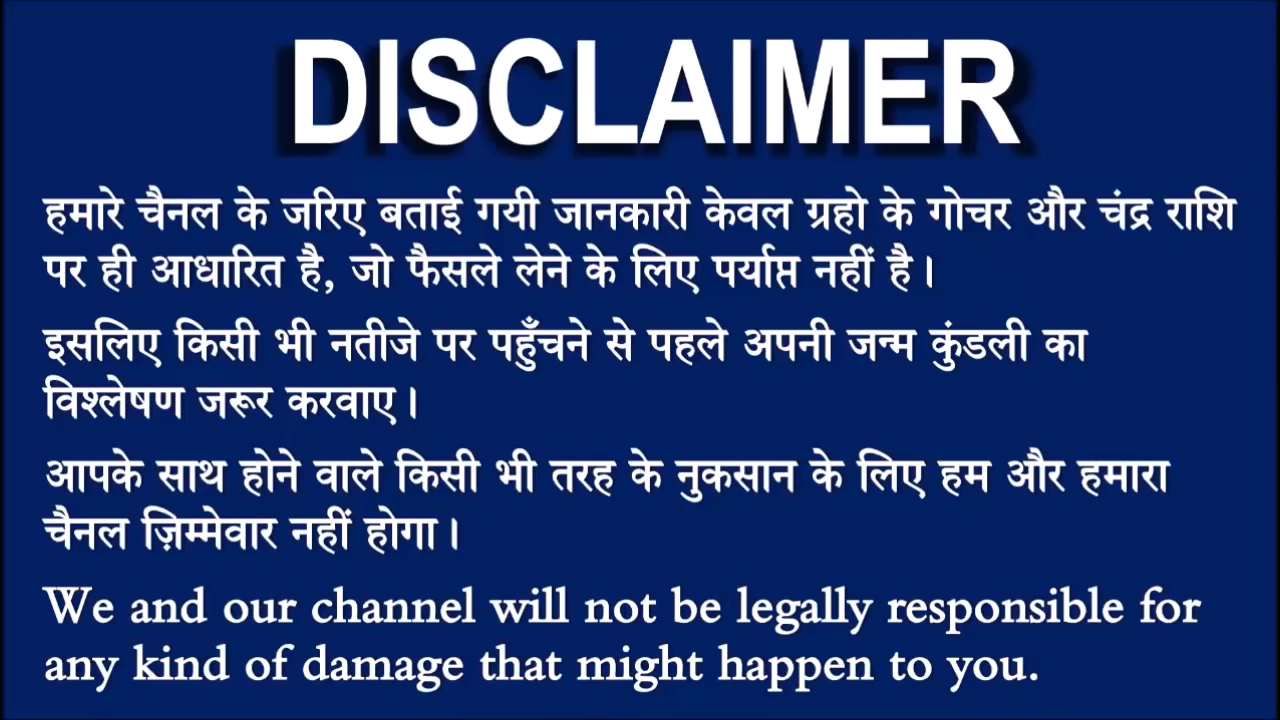 DISCLAIMER
हमारे चैनल के जरिए बताई गयी जानकारी केवल ग्रहो के गोचर और चंद्र राशि
पर ही आधारित है, जो फैसले लेने के लिए पर्याप्त नहीं है।
इसलिए किसी भी नतीजे पर पहुँचने से पहले अपनी जन्म कुंडली का
विश्लेषण जरूर करवाए।
आपके साथ होने वाले किसी भी तरह के नुकसान के लिए हम और हमारा
चैनल ज़िम्मेवार नहीं होगा।
We and our channel will not be legally responsible for
any kind of damage that might happen to you.